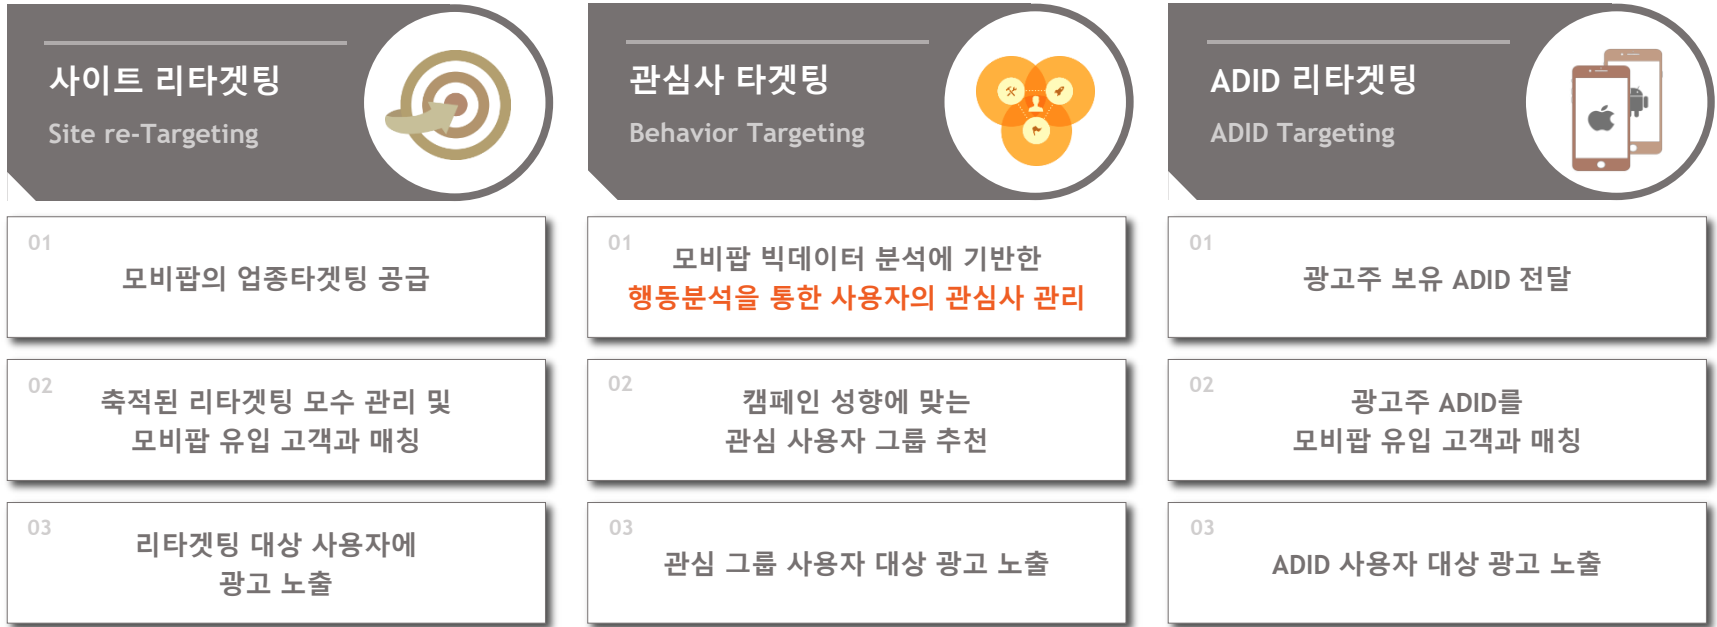 사이트 리타겟팅
Site re-Targeting
01
모비팝의 업종타겟팅 공급
02
축적된 리타겟팅 모수 관리 및
모비팝 유입 고객과 매칭
03
리타겟팅 대상 사용자에
광고 노출
관심사 타겟팅
Behavior Targeting
01
모비팝 빅데이터 분석에 기반한
행동분석을 통한 사용자의 관심사 관리
02
캠페인 성향에 맞는
관심 사용자 그룹 추천
03
관심 그룹 사용자 대상 광고 노출
ADID 리타겟팅
ADID Targeting
01
광고주 보유 ADID 전달
02
광고주 ADID를
모비팝 유입 고객과 매칭
03
ADID 사용자 대상 광고 노출